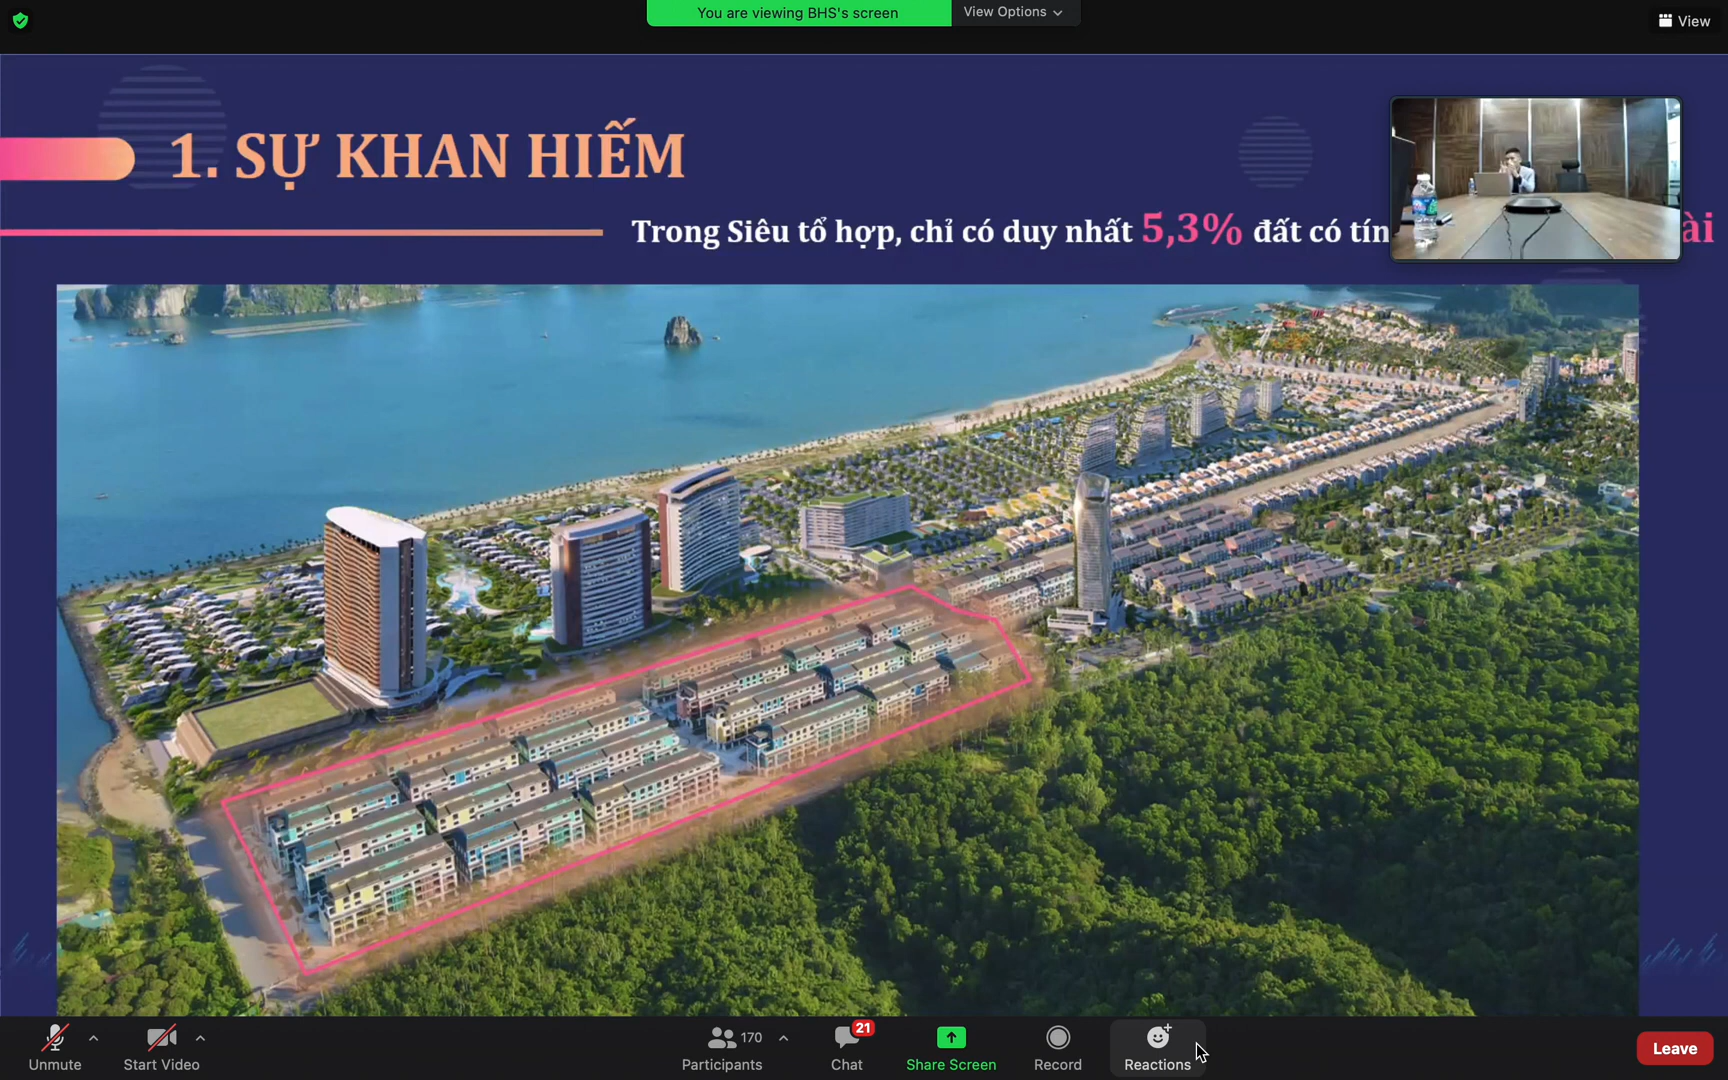 You are viewing BHS's screen
View Options
View
1. SỰ KHAN HIẾM
Trong Siêu tổ hợp, chỉ có duy nhất 5,3% đất có tín
ài
Unmute
Start Video
170
Participants
21
Chat
Share Screen
Record
Reactions
Leave